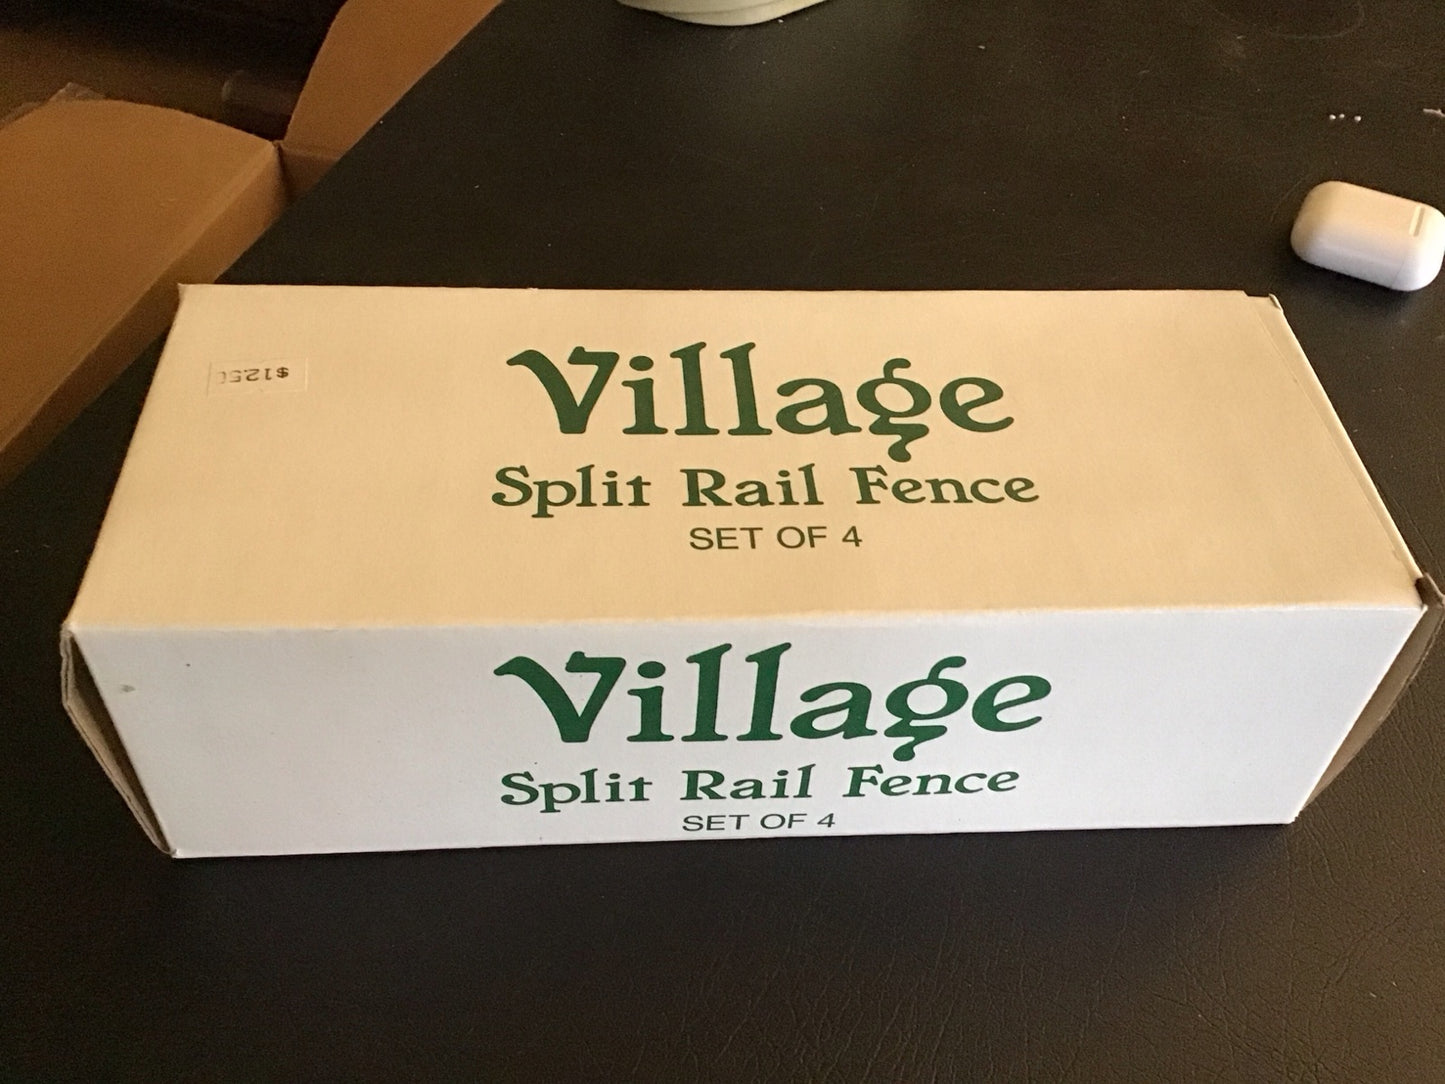 $12.50
Village
Split Rail Fence
SET OF 4
Village
Split Rail Fence
SET OF 4